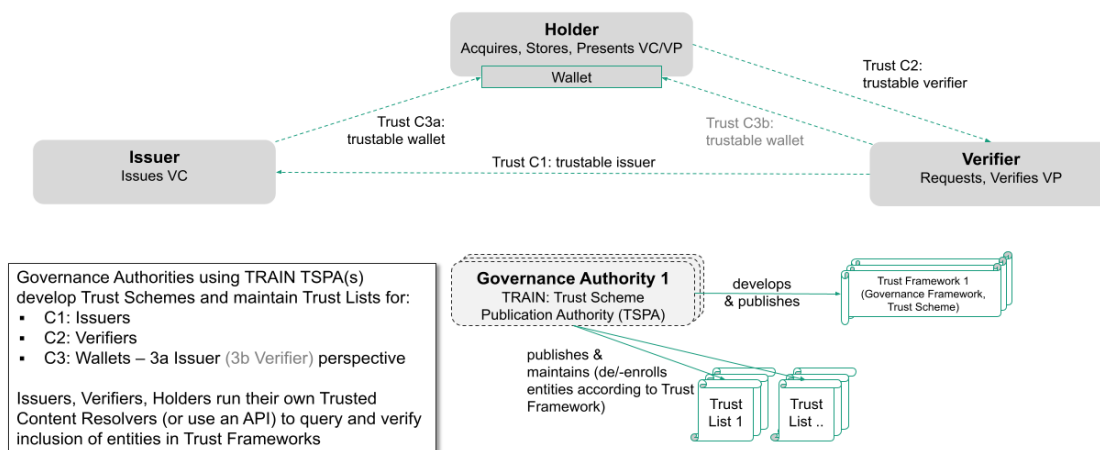 Holder
Acquires, Stores, Presents VC/VP
Wallet
Trust C2:
trustable verifier
Trust C3a:
trustable wallet
Trust C3b:
trustable wallet
Issuer
Issues VC
Trust C1: trustable issuer
Verifier
Requests, Verifies VP
Governance Authorities using TRAIN TSPA(s)
develop Trust Schemes and maintain Trust Lists for:
▪ C1: Issuers
▪ C2: Verifiers
▪ C3: Wallets – 3a Issuer (3b Verifier) perspective
Issuers, Verifiers, Holders run their own Trusted
Content Resolvers (or use an API) to query and verify
inclusion of entities in Trust Frameworks
Governance Authority 1
TRAIN: Trust Scheme
Publication Authority (TSPA)
develops
& publishes
Trust Framework 1
(Governance Framework,
Trust Scheme)
publishes &
maintains (de/-enrolls
entities according to Trust
Framework)
Trust
List 1
Trust
List ..